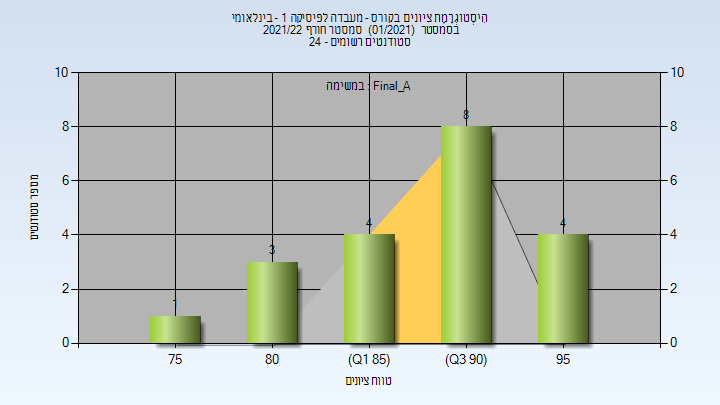 היסטוגרמת ציונים בקורס - מעבדה לפיסיקה 1 - בינלאומי
בסמסטר (01/2021) סמסטר חורף 2021/22
סטודנטים רשומים - 24
במשימה : Final_A
10 10
8 8
6 6
4 4
2 2
0 0
1
3
4
8
4
מספר סטודנטים
75 80 (Q1 85) (Q3 90) 95
טווח ציונים